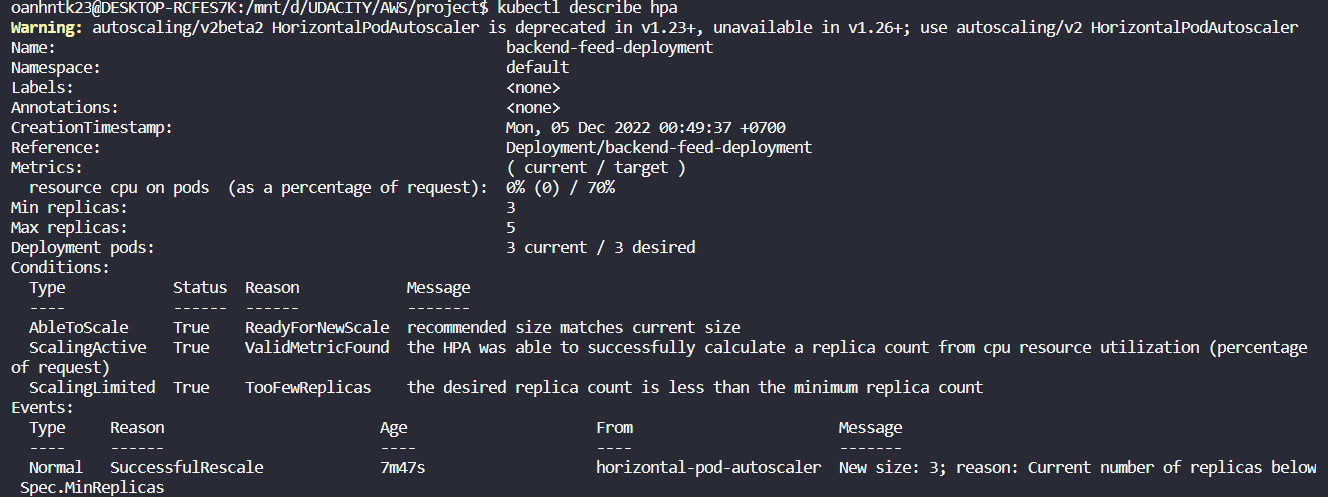 oanhntk23@DESKTOP-RCFES7K:/mnt/d/UDACITY/AWS/project$ kubectl describe hpa
Warning: autoscaling/v2beta2 HorizontalPodAutoscaler is deprecated in v1.23+, unavailable in v1.26+; use autoscaling/v2 HorizontalPodAutoscaler
Name: backend-feed-deployment
Namespace: default
Labels: <none>
Annotations: <none>
CreationTimestamp: Mon, 05 Dec 2022 00:49:37 +0700
Reference: Deployment/backend-feed-deployment
Metrics: ( current / target )
resource cpu on pods (as a percentage of request): 0% (0) / 70%
Min replicas: 3
Max replicas: 5
Deployment pods: 3 current / 3 desired
Conditions:
Type Status Reason Message
---- ------ ------ -------
AbleToScale True ReadyForNewScale recommended size matches current size
ScalingActive True ValidMetricFound the HPA was able to successfully calculate a replica count from cpu resource utilization (percentage
of request)
ScalingLimited True TooFewReplicas the desired replica count is less than the minimum replica count
Events:
Type Reason Age From Message
---- ------ ---- ---- -------
Normal SuccessfulRescale 7m47s horizontal-pod-autoscaler New size: 3; reason: Current number of replicas below
Spec.MinReplicas